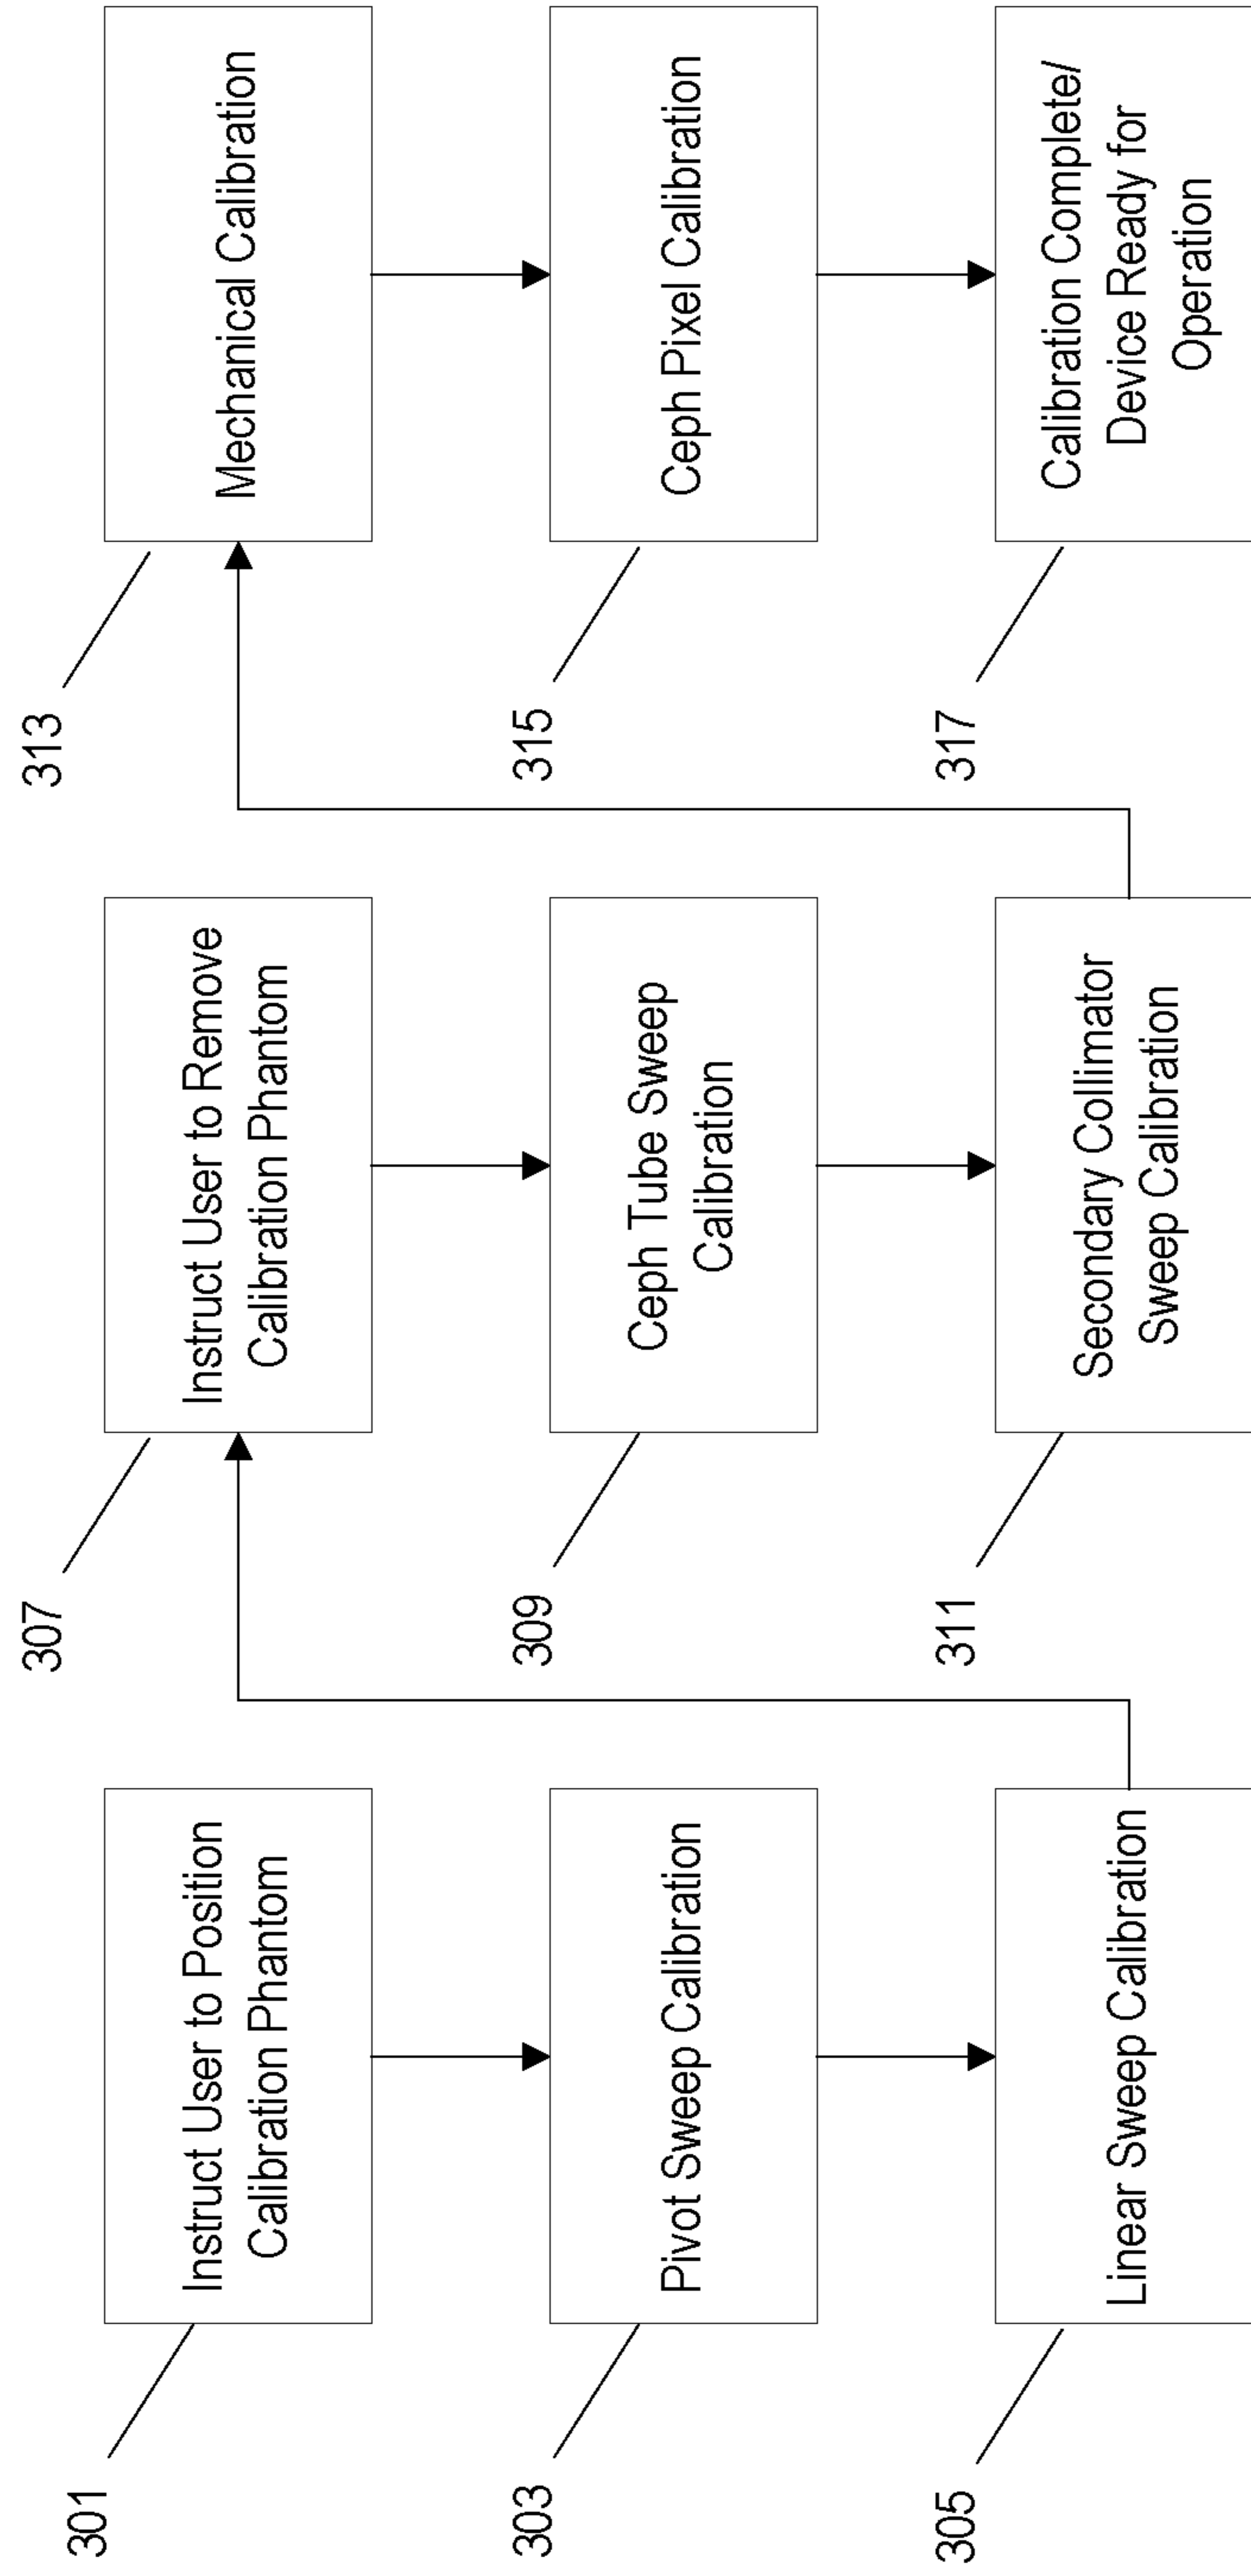 301
Instruct User to Position
Calibration Phantom
303
Pivot Sweep Calibration
305
Linear Sweep Calibration
307
Instruct User to Remove
Calibration Phantom
309
Ceph Tube Sweep
Calibration
311
Secondary Collimator
Sweep Calibration
313
Mechanical Calibration
315
Ceph Pixel Calibration
317
Calibration Complete/
Device Ready for
Operation